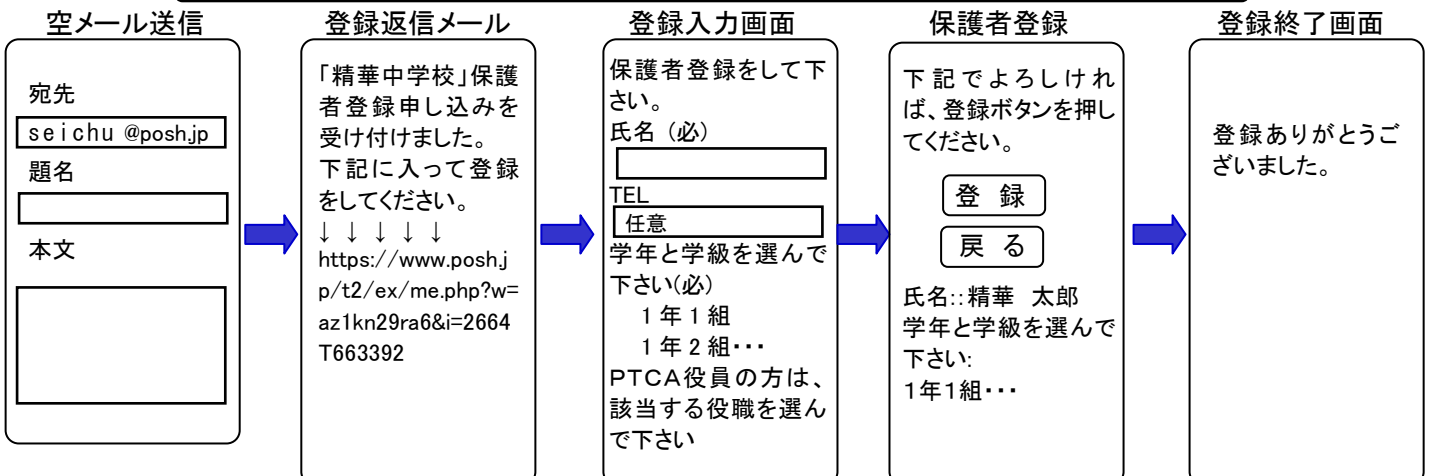 空メール送信
宛先
seichu @posh.jp
題名
本文
登録返信メール
「精華中学校」保護
者登録申し込みを
受け付けました。
下記に入って登録
をしてください。
↓ ↓ ↓ ↓ ↓
https://www.posh.j
p/t2/ex/me.php?w=
az1kn29ra6&i=2664
T663392
登録入力画面
保護者登録をして下
さい。
氏名（必）
TEL
任意
学年と学級を選んで
下さい(必)
1年1組
1年2組・・・
PTCA役員の方は、
該当する役職を選ん
で下さい
保護者登録
下記でよろしけれ
ば、登録ボタンを押し
てください。
登 録
戻 る
氏名::精華 太郎
学年と学級を選んで
下さい:
1年1組・・・
登録終了画面
登録ありがとうご
ざいました。